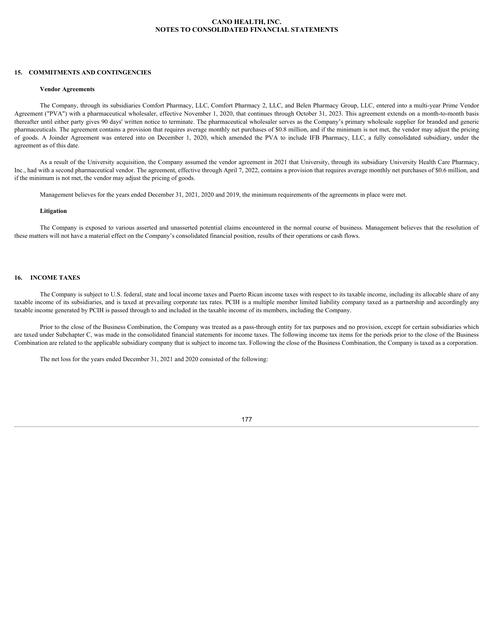 CANO HEALTH, INC.
NOTES TO CONSOLIDATED FINANCIAL STATEMENTS
15. COMMITMENTS AND CONTINGENCIES
Vendor Agreements
The Company, through its subsidiaries Comfort Pharmacy, LLC, Comfort Pharmacy 2, LLC, and Belen Pharmacy Group, LLC, entered into a multi-year Prime Vendor
Agreement ("PVA") with a pharmaceutical wholesaler, effective November 1, 2020, that continues through October 31, 2023. This agreement extends on a month-to-month basis
thereafter until either party gives 90 days' written notice to terminate. The pharmaceutical wholesaler serves as the Company's primary wholesale supplier for branded and generic
pharmaceuticals. The agreement contains a provision that requires average monthly net purchases of $0.8 million, and if the minimum is not met, the vendor may adjust the pricing
of goods. A Joinder Agreement was entered into on December 1, 2020, which amended the PVA to include IFB Pharmacy, LLC, a fully consolidated subsidiary, under the
agreement as of this date.
As a result of the University acquisition, the Company assumed the vendor agreement in 2021 that University, through its subsidiary University Health Care Pharmacy,
Inc., had with a second pharmaceutical vendor. The agreement, effective through April 7, 2022, contains a provision that requires average monthly net purchases of $0.6 million, and
if the minimum is not met, the vendor may adjust the pricing of goods.
Management believes for the years ended December 31, 2021, 2020 and 2019, the minimum requirements of the agreements in place were met.
Litigation
The Company is exposed to various asserted and unasserted potential claims encountered in the normal course of business. Management believes that the resolution of
these matters will not have a material effect on the Company's consolidated financial position, results of their operations or cash flows.
16. INCOME TAXES
The Company is subject to U.S. federal, state and local income taxes and Puerto Rican income taxes with respect to its taxable income, including its allocable share of any
taxable income of its subsidiaries, and is taxed at prevailing corporate tax rates. PCIH is a multiple member limited liability company taxed as a partnership and accordingly any
taxable income generated by PCIH is passed through to and included in the taxable income of its members, including the Company.
Prior to the close of the Business Combination, the Company was treated as a pass-through entity for tax purposes and no provision, except for certain subsidiaries which
are taxed under Subchapter C, was made in the consolidated financial statements for income taxes. The following income tax items for the periods prior to the close of the Business
Combination are related to the applicable subsidiary company that is subject to income tax. Following the close of the Business Combination, the Company is taxed as a corporation.
The net loss for the years ended December 31, 2021 and 2020 consisted of the following:
177